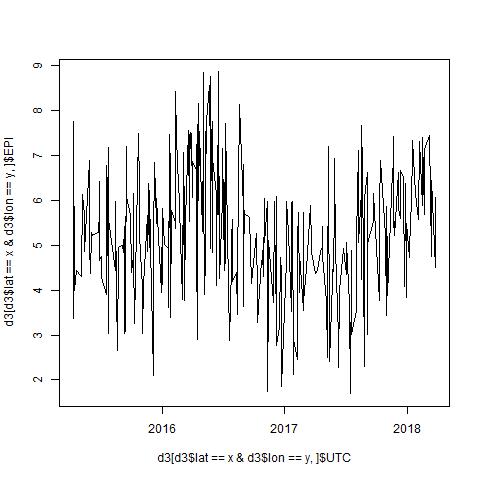 9
8
7
6
5
4
3
2
d3[d3$lat == x & d3$lon == y, ]$EPI
2016 2017 2018
d3[d3$lat == x & d3$lon == y, ]$UTC